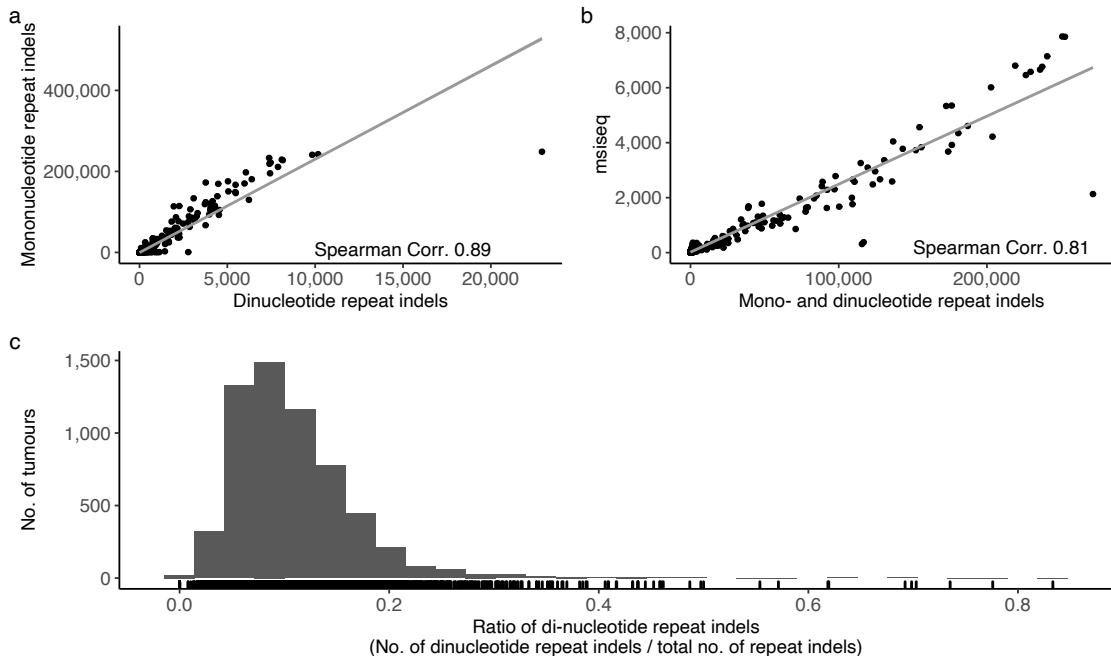 a
Mononucleotide repeat indels
400,000
200,000
0
0
5,000
10,000
15,000
20,000
Spearman Corr. 0.89
Dinucleotide repeat indels
b
msiseq
8,000
6,000
4,000
2,000
0
0
100,000
200,000
Spearman Corr. 0.81
Mono- and dinucleotide repeat indels
c
No. of tumours
1,500
1,000
500
0
0.0
0.2
0.4
0.6
0.8
Ratio of di-nucleotide repeat indels
(No. of dinucleotide repeat indels / total no. of repeat indels)